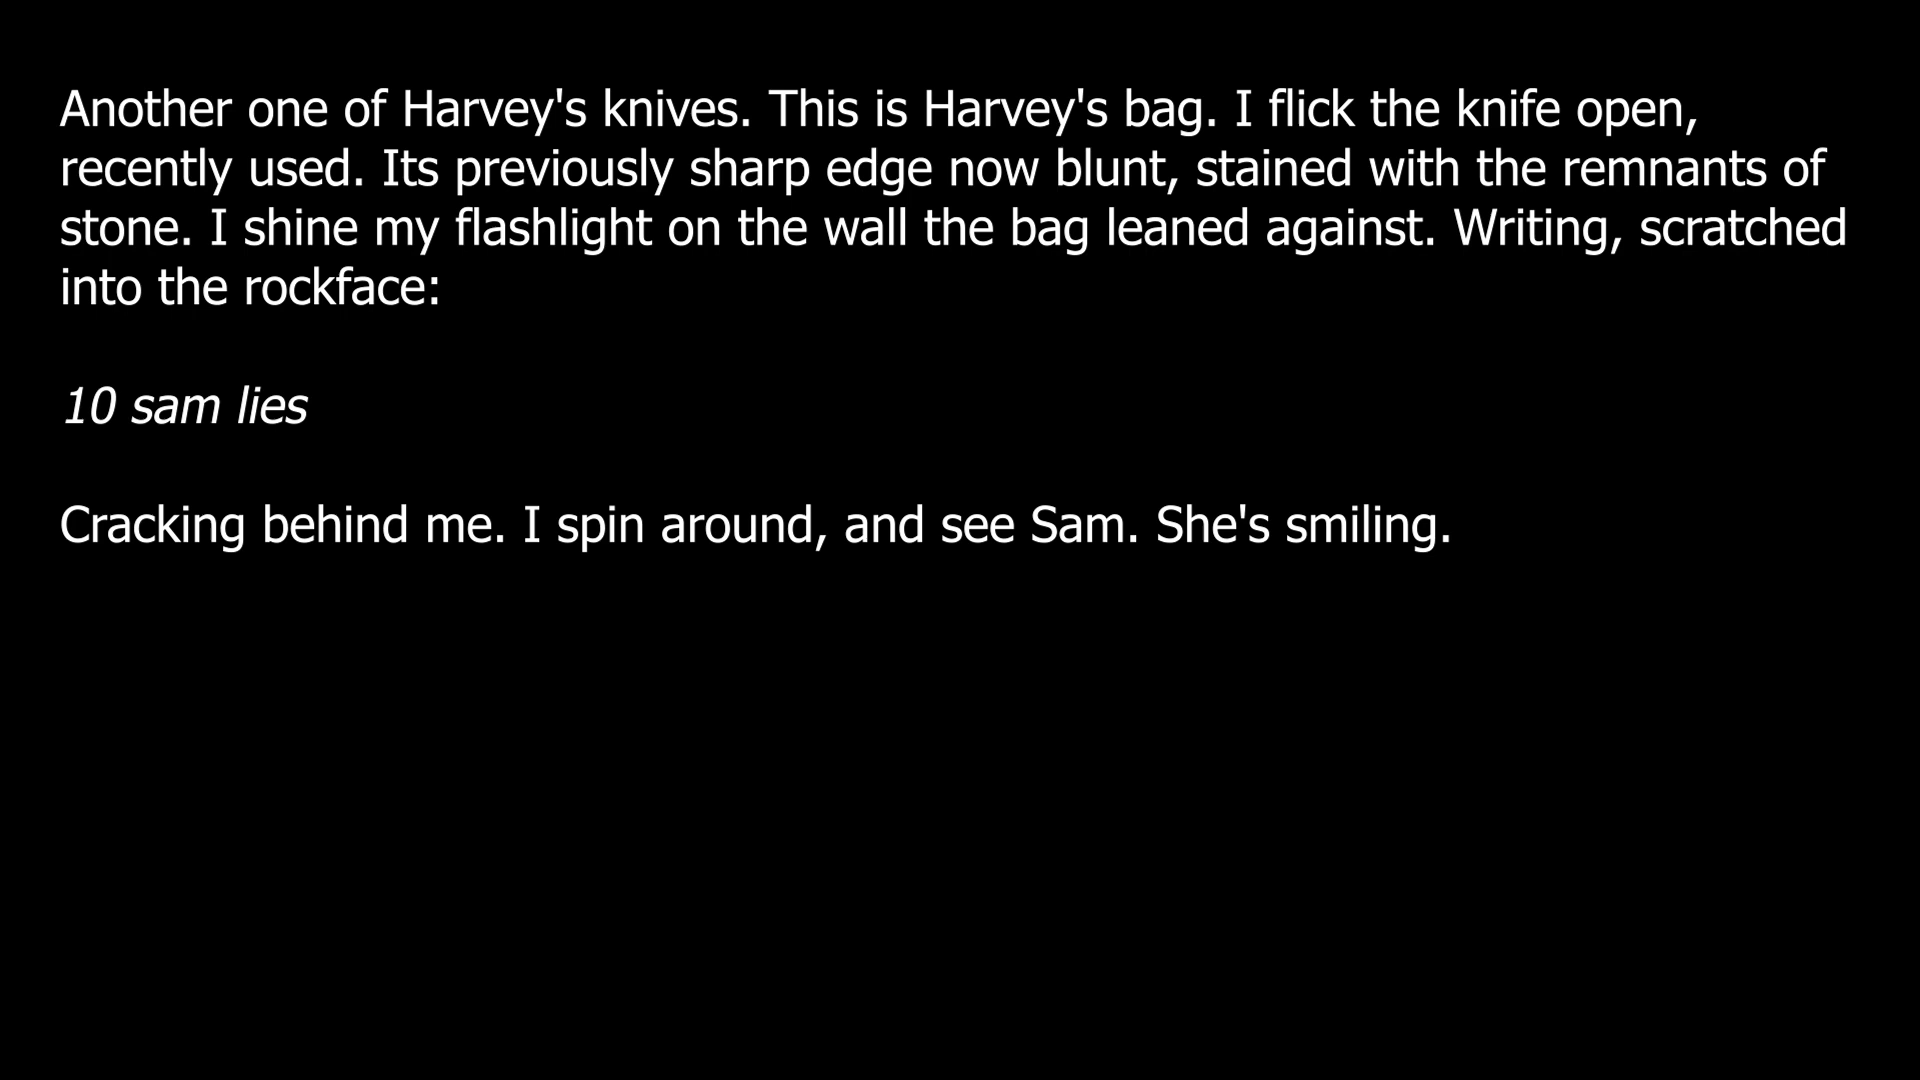 Another one of Harvey's knives. This is Harvey's bag. I flick the knife open,
recently used. Its previously sharp edge now blunt, stained with the remnants of
stone. I shine my flashlight on the wall the bag leaned against. Writing, scratched
into the rockface:
10 sam lies
Cracking behind me. I spin around, and see Sam. She's smiling.